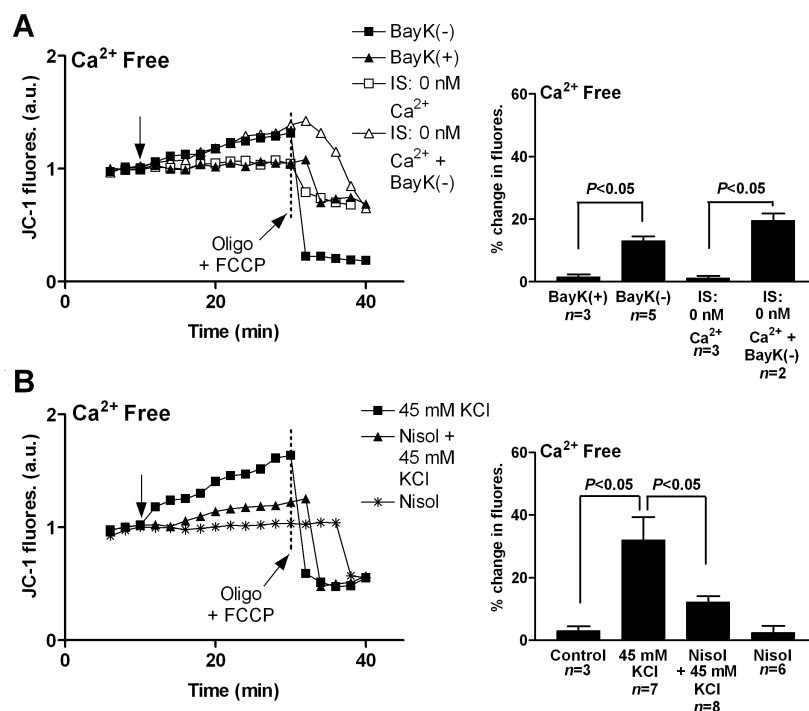 A
Ca2+ Free
JC-1 fluores. (a.u.)
2
1
0
0
20
40
Time (min)
Oligo
+ FCCP
BayK(-)
BayK(+)
IS: 0 nM
Ca2+
IS: 0 nM
Ca2+ +
BayK(-)
Ca2+ Free
% change in fluores.
60
40
20
0
P<0.05
P<0.05
BayK(+)
n=3
BayK(-)
n=5
IS:
0 nM
Ca2+
n=3
IS:
0 nM
Ca2+ +
BayK(-)
n=2
B
Ca2+ Free
JC-1 fluores. (a.u.)
2
1
0
0
20
40
Time (min)
Oligo
+ FCCP
45 mM KCl
Nisol +
45 mM
KCl
Nisol
Ca2+ Free
% change in fluores.
60
40
20
0
P<0.05
P<0.05
Control
n=3
45 mM
KCl
n=7
Nisol
+ 45 mM
KCl
n=8
Nisol
n=6